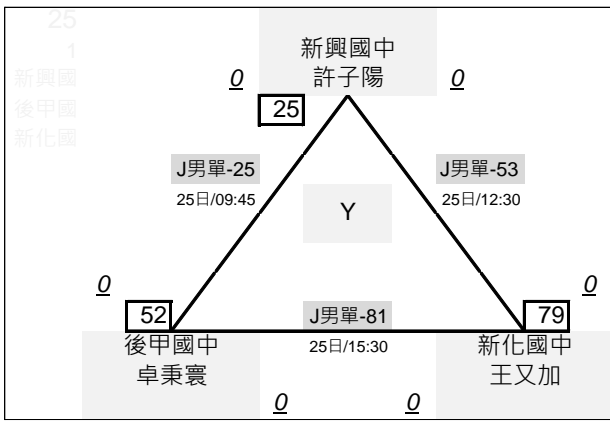 25
1
新興國
後甲國
新化國
新興國中
許子陽
0
0
25
J男單-25
25日/09:45
J男單-53
25日/12:30
Y
0
0
52
J男單-81
79
後甲國中
卓秉寰
25日/15:30
新化國中
王又加
0
0